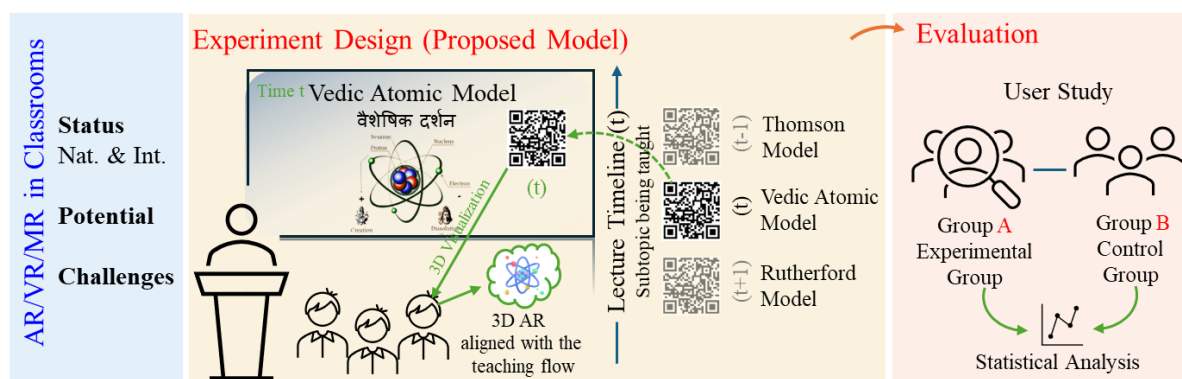 AR/VR/MR in Classrooms
Status
Nat. & Int.
Potential
Challenges
Experiment Design (Proposed Model)
Time t
Vedic Atomic Model
वैशेषिक दर्शन
Neutron
Proton
Nucleus
Electron
+
-
Creation
Dissolution
(t)
3D Visualization
3D AR
aligned with the
teaching flow
Lecture Timeline (t)
Subtopic being taught
(t-1)
Thomson
Model
(t)
Vedic Atomic
Model
(t+1)
Rutherford
Model
Evaluation
User Study
Group A
Experimental
Group
Group B
Control
Group
Statistical Analysis